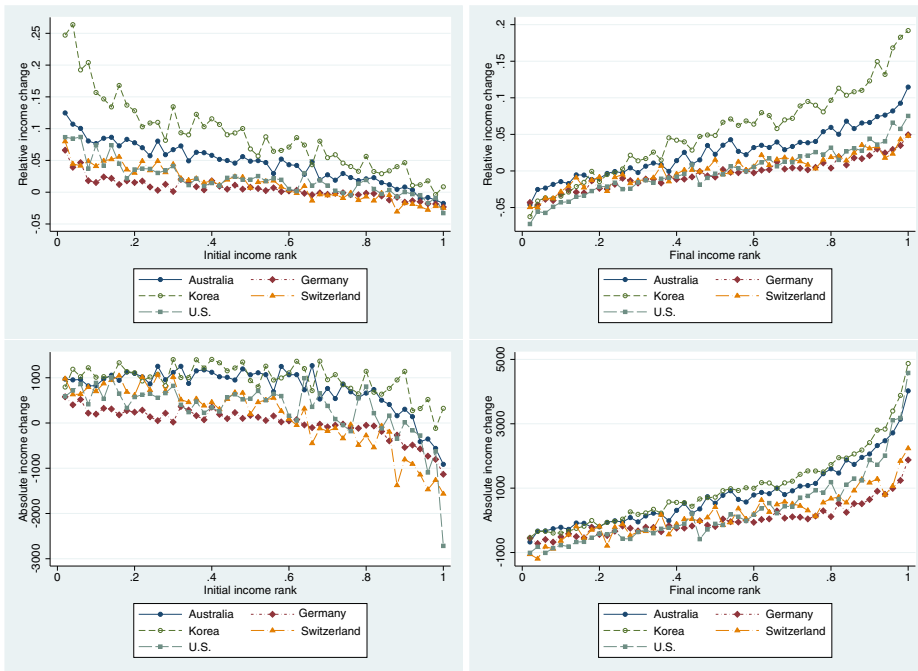 Relative income change
.25
.2
.15
.1
.05
0
-.05
0 .2 .4 .6 .8 1
Initial income rank
Australia Germany
Korea Switzerland
U.S.
Relative income change
.2
.15
.1
.05
0
-.05
0 .2 .4 .6 .8 1
Final income rank
Australia Germany
Korea Switzerland
U.S.
Absolute income change
1000
0
-1000
-2000
-3000
0 .2 .4 .6 .8 1
Initial income rank
Australia Germany
Korea Switzerland
U.S.
Absolute income change
5000
3000
1000
-1000
0 .2 .4 .6 .8 1
Final income rank
Australia Germany
Korea Switzerland
U.S.